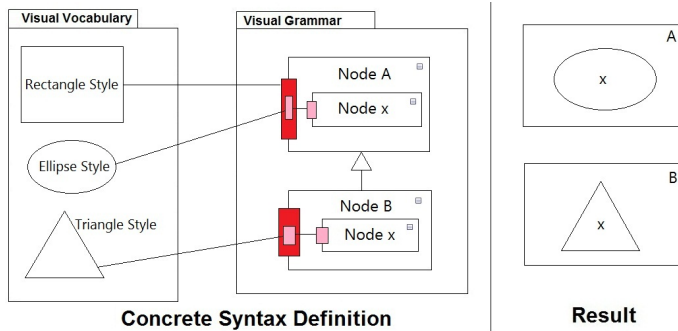 Visual Vocabulary
Visual Grammar
Rectangle Style
Ellipse Style
Triangle Style
Node A
Node x
Node B
Node x
Concrete Syntax Definition
A
x
B
x
Result